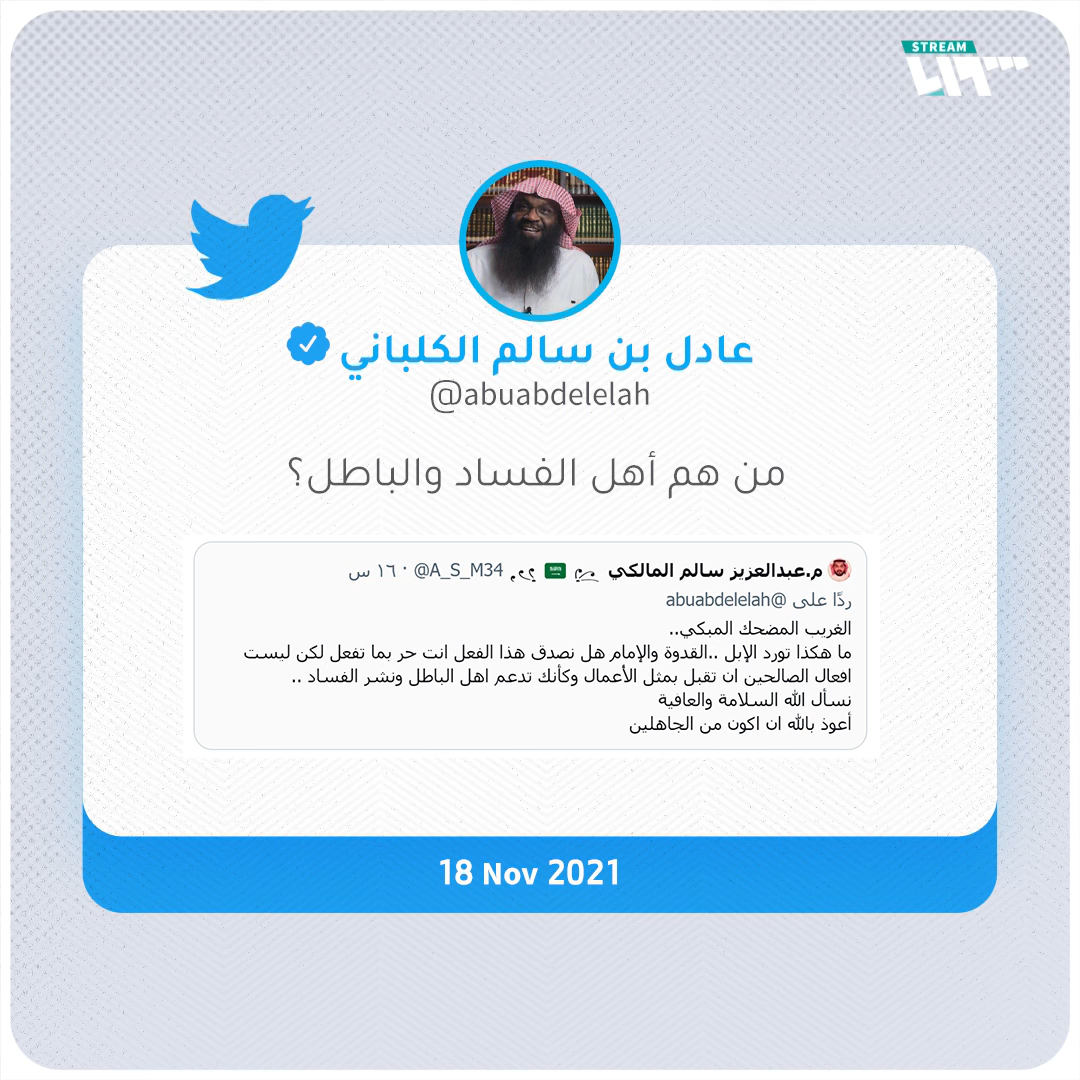 STREAM
عادل بن سالم الكلباني
@abuabdelelah
من هم أهل الفساد والباطل؟
م.عبدالعزيز سالم المالكي @A_S_M34 · ١٦ س
ردًا على @abuabdelelah
الغريب المضحك المبكي..
ما هكذا تورد الإبل ..القدوة والإمام هل نصدق هذا الفعل انت حر بما تفعل لكن ليست
افعال الصالحين ان تقبل بمثل الأعمال وكأنك تدعم اهل الباطل ونشر الفساد ..
نسأل الله السلامة والعافية
أعوذ بالله ان اكون من الجاهلين
18 Nov 2021